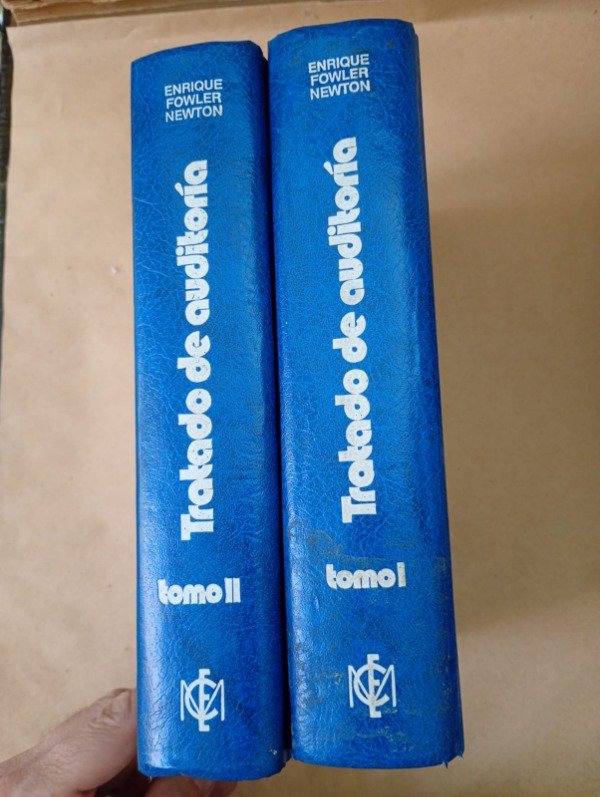 ENRIQUE
FOWLER
NEWTON
Tratado de auditoría
tomo II
ENRIQUE
FOWLER
NEWTON
Tratado de auditoría
tomo I